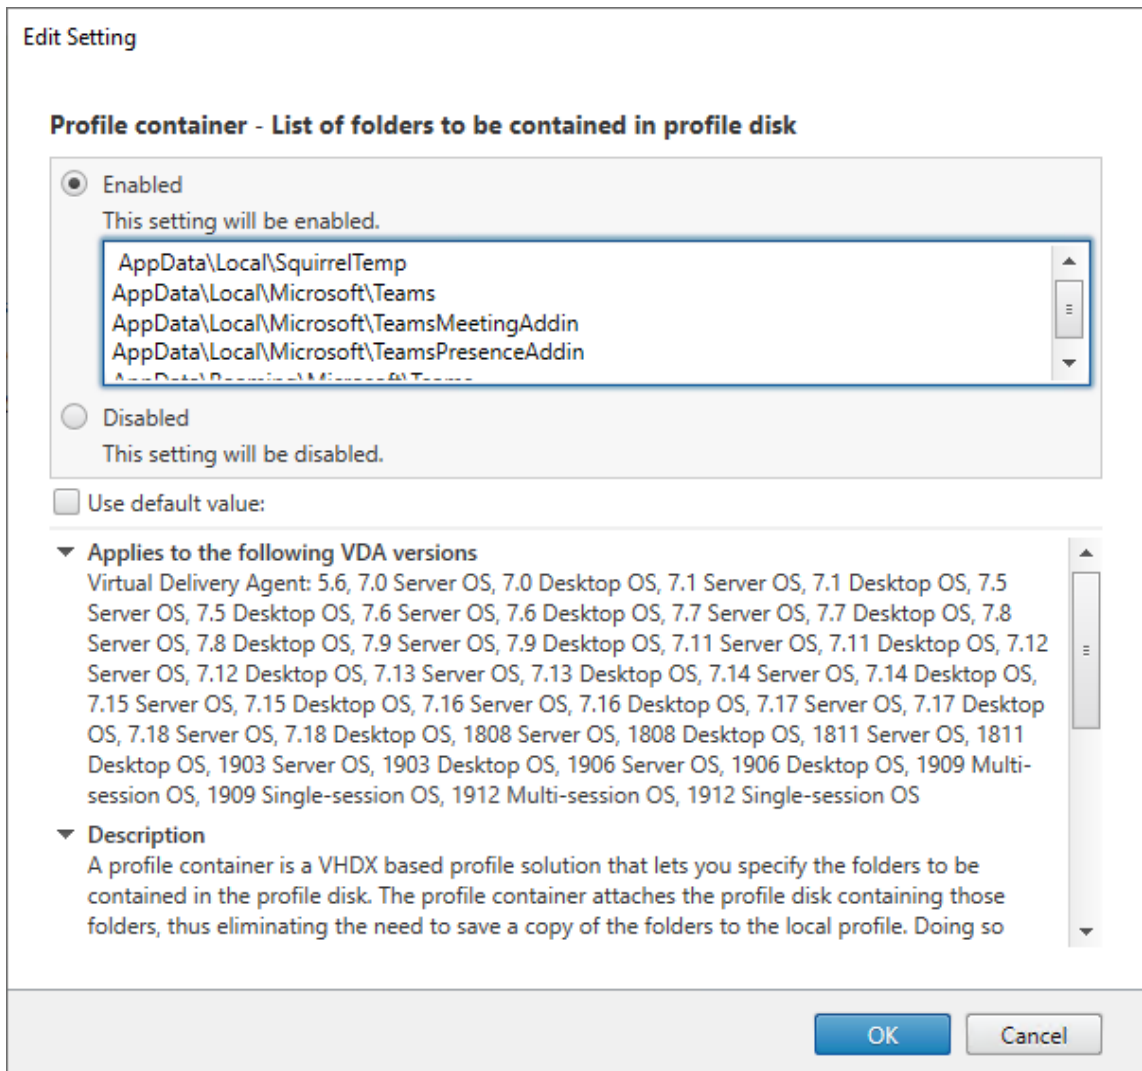 Edit Setting
Profile container - List of folders to be contained in profile disk
Enabled
This setting will be enabled.
AppData\Local\SquirrelTemp
AppData\Local\Microsoft\Teams
AppData\Local\Microsoft\TeamsMeetingAddin
AppData\Local\Microsoft\TeamsPresenceAddin
AppData\Roaming\Microsoft\Teams
Disabled
This setting will be disabled.
Use default value:
Applies to the following VDA versions
Virtual Delivery Agent: 5.6, 7.0 Server OS, 7.0 Desktop OS, 7.1 Server OS, 7.1 Desktop OS, 7.5
Server OS, 7.5 Desktop OS, 7.6 Server OS, 7.6 Desktop OS, 7.7 Server OS, 7.7 Desktop OS, 7.8
Server OS, 7.8 Desktop OS, 7.9 Server OS, 7.9 Desktop OS, 7.11 Server OS, 7.11 Desktop OS, 7.12
Server OS, 7.12 Desktop OS, 7.13 Server OS, 7.13 Desktop OS, 7.14 Server OS, 7.14 Desktop OS,
7.15 Server OS, 7.15 Desktop OS, 7.16 Server OS, 7.16 Desktop OS, 7.17 Server OS, 7.17 Desktop
OS, 7.18 Server OS, 7.18 Desktop OS, 1808 Server OS, 1808 Desktop OS, 1811 Server OS, 1811
Desktop OS, 1903 Server OS, 1903 Desktop OS, 1906 Server OS, 1906 Desktop OS, 1909 Multi-
session OS, 1909 Single-session OS, 1912 Multi-session OS, 1912 Single-session OS
Description
A profile container is a VHDX based profile solution that lets you specify the folders to be
contained in the profile disk. The profile container attaches the profile disk containing those
folders, thus eliminating the need to save a copy of the folders to the local profile. Doing so
OK
Cancel